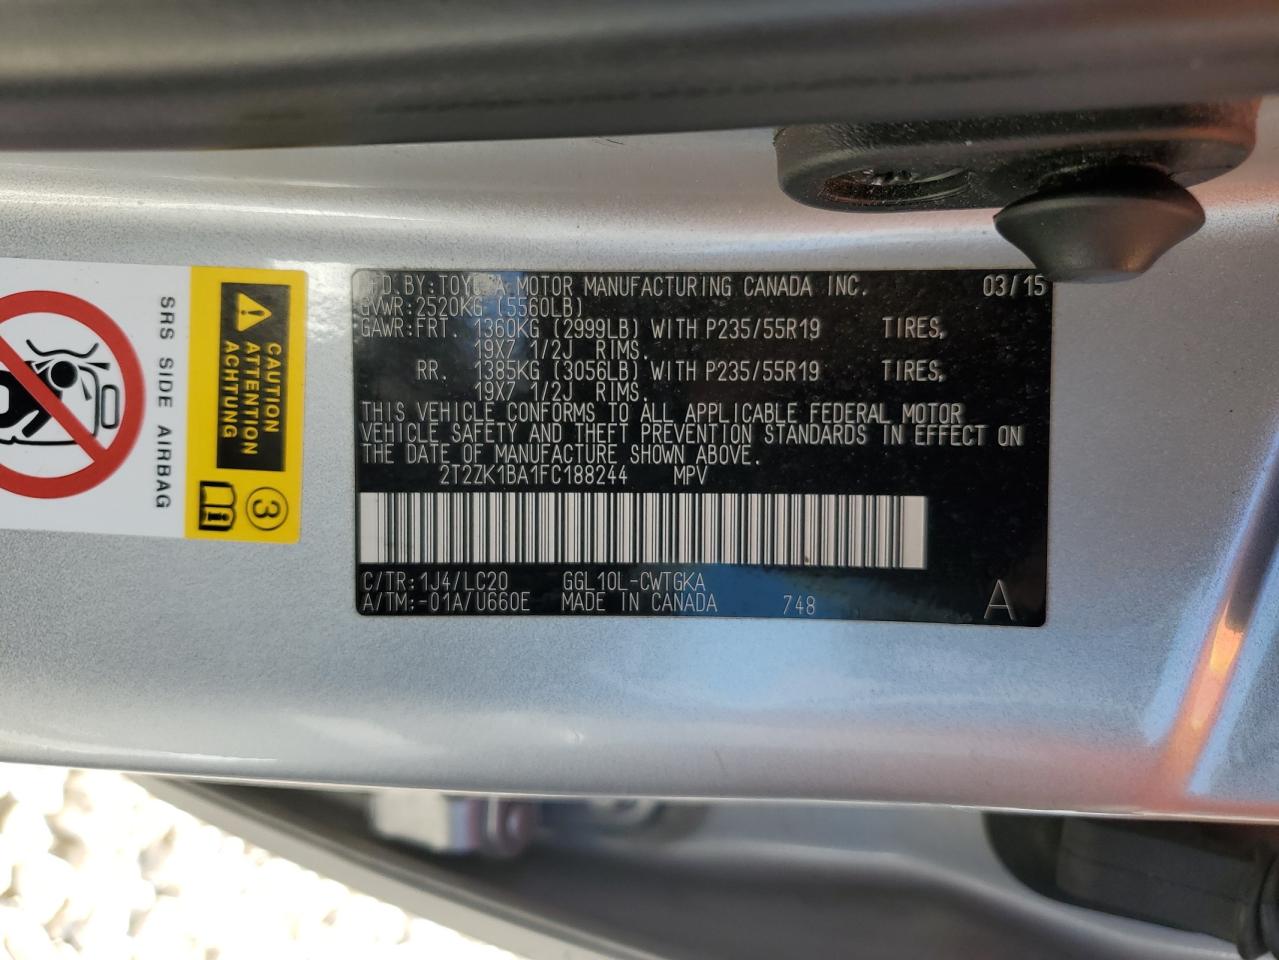 MFD.BY:TOYOTA MOTOR MANUFACTURING CANADA INC. 03/15
GVWR:2520KG (5560LB)
GAWR:FRT. 1360KG (2999LB) WITH P235/55R19 TIRES,
19X7 1/2J RIMS.
RR. 1385KG (3056LB) WITH P235/55R19 TIRES,
19X7 1/2J RIMS.
THIS VEHICLE CONFORMS TO ALL APPLICABLE FEDERAL MOTOR
VEHICLE SAFETY AND THEFT PREVENTION STANDARDS IN EFFECT ON
THE DATE OF MANUFACTURE SHOWN ABOVE.
2T2ZK1BA1FC188244 MPV
C/TR:1J4/LC20 GGL10L-CWTGKA
A/TM:-01A/U660E MADE IN CANADA 748 A
CAUTION
ATTENTION
ACHTUNG
3
SRS SIDE AIRBAG